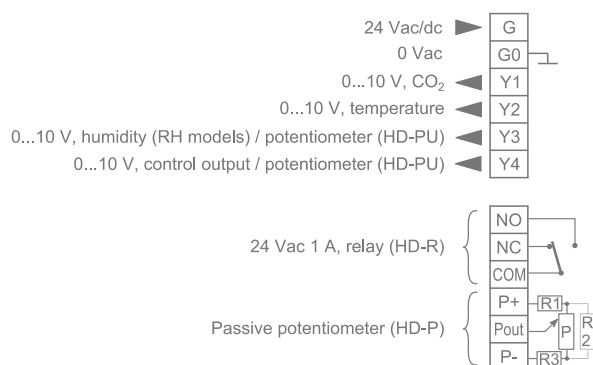 24 Vac/dc G
0 Vac G0
0...10 V, CO₂ Y1
0...10 V, temperature Y2
0...10 V, humidity (RH models) / potentiometer (HD-PU) Y3
0...10 V, control output / potentiometer (HD-PU) Y4
NO
24 Vac 1 A, relay (HD-R) NC
COM
P+ R1
Passive potentiometer (HD-P) Pout P R2
P- R3